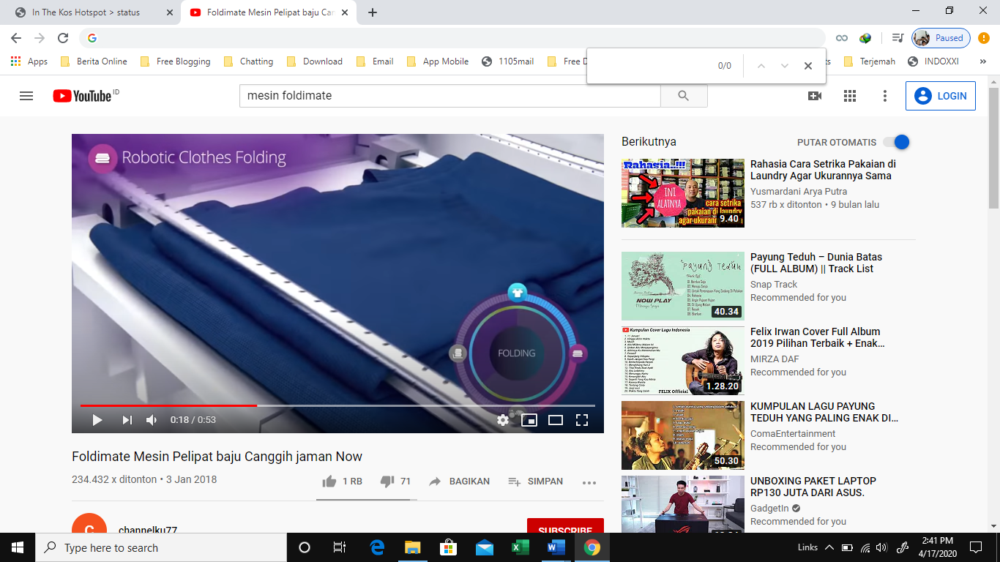 In The Kos Hotspot > status
Foldimate Mesin Pelipat baju Can
Paused
Apps
Berita Online
Free Blogging
Chatting
Download
Email
App Mobile
1105mail
Free D
Terjemah
INDOXXI
0/0
YouTube ID
mesin foldimate
LOGIN
Robotic Clothes Folding
FOLDING
0:18 / 0:53
Foldimate Mesin Pelipat baju Canggih jaman Now
234.432 x ditonton • 3 Jan 2018
1 RB
71
BAGIKAN
SIMPAN
C
channelku77
SUBSCRIBE
Berikutnya
PUTAR OTOMATIS
Rahasia..!!!
INI
ALATNYA
cara setrika
pakaian di laundry
agar ukurann
9.40
Rahasia Cara Setrika Pakaian di
Laundry Agar Ukurannya Sama
Yusmardani Arya Putra
537 rb x ditonton • 9 bulan lalu
Payung Teduh
NOW PLAY
40.34
Payung Teduh – Dunia Batas
(FULL ALBUM) || Track List
Snap Track
Recommended for you
Kumpulan Cover Lagu Indonesia
FELIX Official
1.28.20
Felix Irwan Cover Full Album
2019 Pilihan Terbaik + Enak...
MIRZA DAF
Recommended for you
50.30
KUMPULAN LAGU PAYUNG
TEDUH YANG PALING ENAK DI...
ComaEntertainment
Recommended for you
UNBOXING PAKET LAPTOP
RP130 JUTA DARI ASUS.
GadgetIn
Recommended for you
Type here to search
Links
2:41 PM
4/17/2020